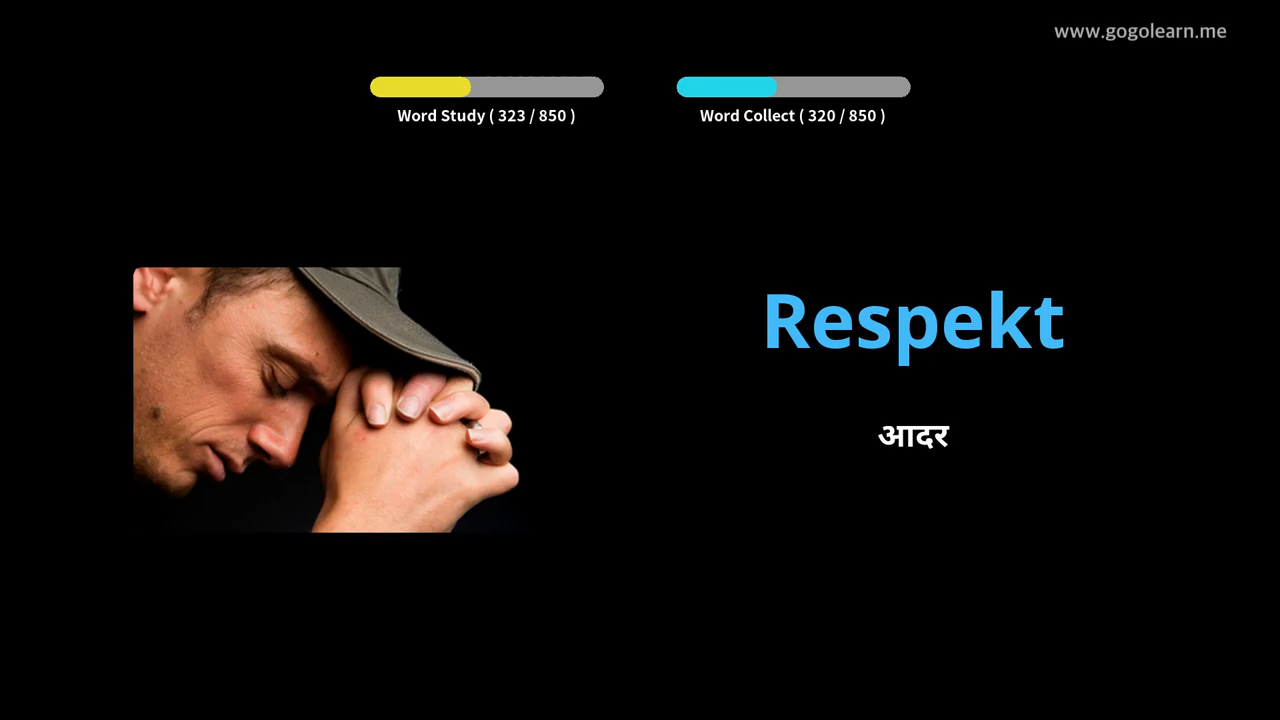 www.gogolearn.me
Word Study ( 323 / 850 )
Word Collect ( 320 / 850 )
Respekt
आदर